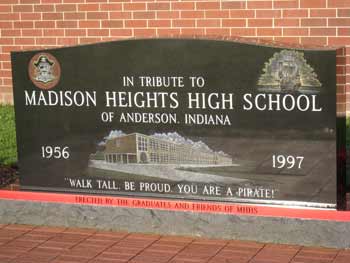 IN TRIBUTE TO
MADISON HEIGHTS HIGH SCHOOL
OF ANDERSON, INDIANA
1956
1997
"WALK TALL, BE PROUD, YOU ARE A PIRATE!"
ERECTED BY THE GRADUATES AND FRIENDS OF MHHS